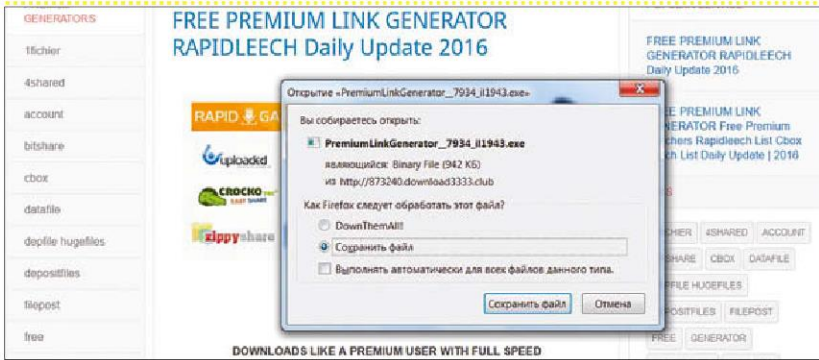 GENERATORS
1fichier
4shared
account
bitshare
cbox
datafile
depfile hugefiles
depositfiles
filepost
free
FREE PREMIUM LINK GENERATOR
RAPIDLEECH Daily Update 2016
RAPID GA
uploaded
CROCKO
EASY SHARE
zippyshare
DOWNLOADS LIKE A PREMIUM USER WITH FULL SPEED
Открытие «PremiumLinkGenerator__7934_il1943.exe»
Вы собираетесь открыть:
PremiumLinkGenerator__7934_il1943.exe
являющийся: Binary File (942 КБ)
из http://873240.download3333.club
Как Firefox следует обработать этот файл?
DownThemAll!
Сохранить файл
Выполнять автоматически для всех файлов данного типа.
Сохранить файл
Отмена
FREE PREMIUM LINK
GENERATOR RAPIDLEECH
Daily Update 2016
EE PREMIUM LINK
NERATOR Free Premium
chers Rapidleech List Cbox
ch List Daily Update | 2016
CHIER 4SHARED ACCOUNT
SHARE CBOX DATAFILE
PFILE HUGEFILES
POSITFILES FILEPOST
FREE GENERATOR